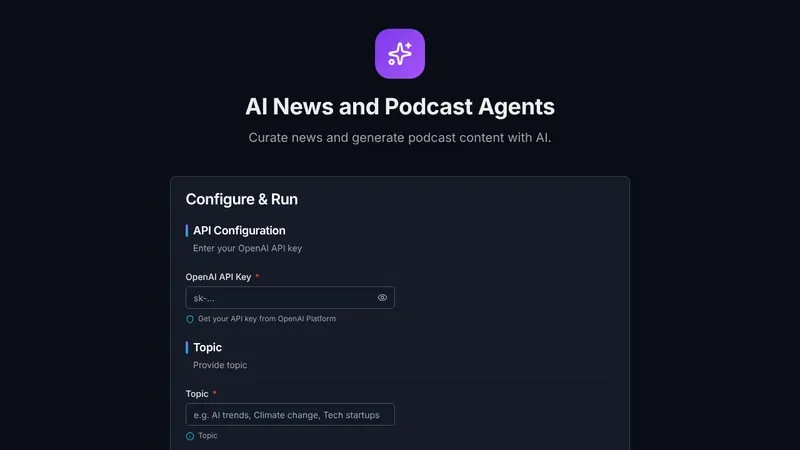 AI News and Podcast Agents
Curate news and generate podcast content with AI.
Configure & Run
API Configuration
Enter your OpenAI API key
OpenAI API Key *
sk-...
Get your API key from OpenAI Platform
Topic
Provide topic
Topic *
e.g. AI trends, Climate change, Tech startups
Topic